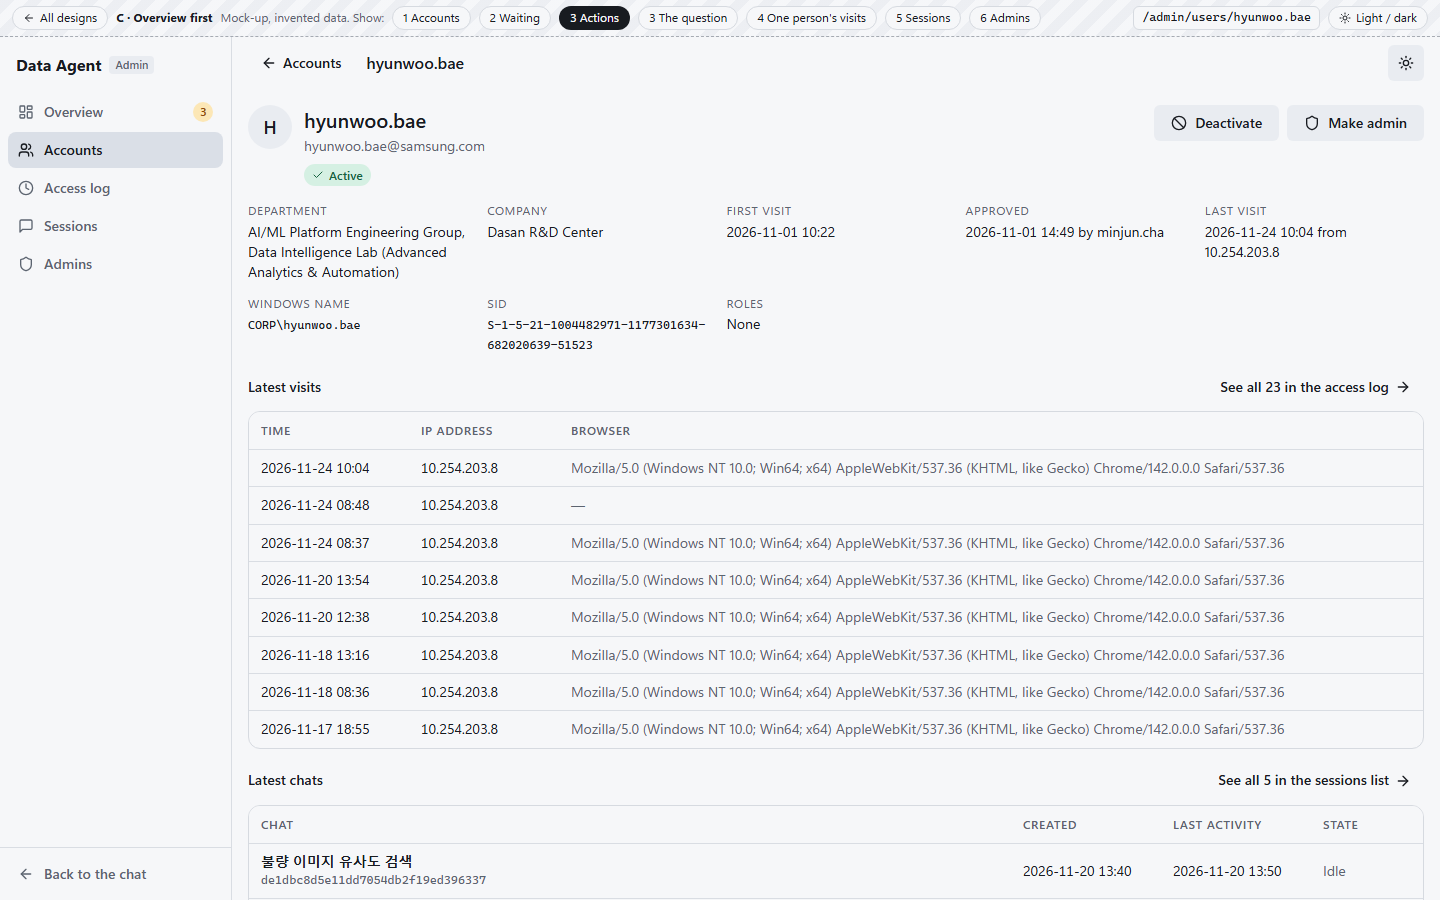 All designs
C · Overview first
Mock-up, invented data. Show:
1 Accounts
2 Waiting
3 Actions
3 The question
4 One person's visits
5 Sessions
6 Admins
/admin/users/hyunwoo.bae
Light / dark
Data Agent
Admin
Overview
3
Accounts
Access log
Sessions
Admins
Back to the chat
Accounts
hyunwoo.bae
H
hyunwoo.bae
hyunwoo.bae@samsung.com
Active
Deactivate
Make admin
DEPARTMENT
AI/ML Platform Engineering Group,
Data Intelligence Lab (Advanced
Analytics & Automation)
COMPANY
Dasan R&D Center
FIRST VISIT
2026-11-01 10:22
APPROVED
2026-11-01 14:49 by minjun.cha
LAST VISIT
2026-11-24 10:04 from
10.254.203.8
WINDOWS NAME
CORP\hyunwoo.bae
SID
S-1-5-21-1004482971-1177301634-
682020639-51523
ROLES
None
Latest visits
See all 23 in the access log
TIME IP ADDRESS BROWSER
2026-11-24 10:04 10.254.203.8 Mozilla/5.0 (Windows NT 10.0; Win64; x64) AppleWebKit/537.36 (KHTML, like Gecko) Chrome/142.0.0.0 Safari/537.36
2026-11-24 08:48 10.254.203.8 —
2026-11-24 08:37 10.254.203.8 Mozilla/5.0 (Windows NT 10.0; Win64; x64) AppleWebKit/537.36 (KHTML, like Gecko) Chrome/142.0.0.0 Safari/537.36
2026-11-20 13:54 10.254.203.8 Mozilla/5.0 (Windows NT 10.0; Win64; x64) AppleWebKit/537.36 (KHTML, like Gecko) Chrome/142.0.0.0 Safari/537.36
2026-11-20 12:38 10.254.203.8 Mozilla/5.0 (Windows NT 10.0; Win64; x64) AppleWebKit/537.36 (KHTML, like Gecko) Chrome/142.0.0.0 Safari/537.36
2026-11-18 13:16 10.254.203.8 Mozilla/5.0 (Windows NT 10.0; Win64; x64) AppleWebKit/537.36 (KHTML, like Gecko) Chrome/142.0.0.0 Safari/537.36
2026-11-18 08:36 10.254.203.8 Mozilla/5.0 (Windows NT 10.0; Win64; x64) AppleWebKit/537.36 (KHTML, like Gecko) Chrome/142.0.0.0 Safari/537.36
2026-11-17 18:55 10.254.203.8 Mozilla/5.0 (Windows NT 10.0; Win64; x64) AppleWebKit/537.36 (KHTML, like Gecko) Chrome/142.0.0.0 Safari/537.36
Latest chats
See all 5 in the sessions list
CHAT CREATED LAST ACTIVITY STATE
불량 이미지 유사도 검색
de1dbc8d5e11dd7054db2f19ed396337
2026-11-20 13:40 2026-11-20 13:50 Idle